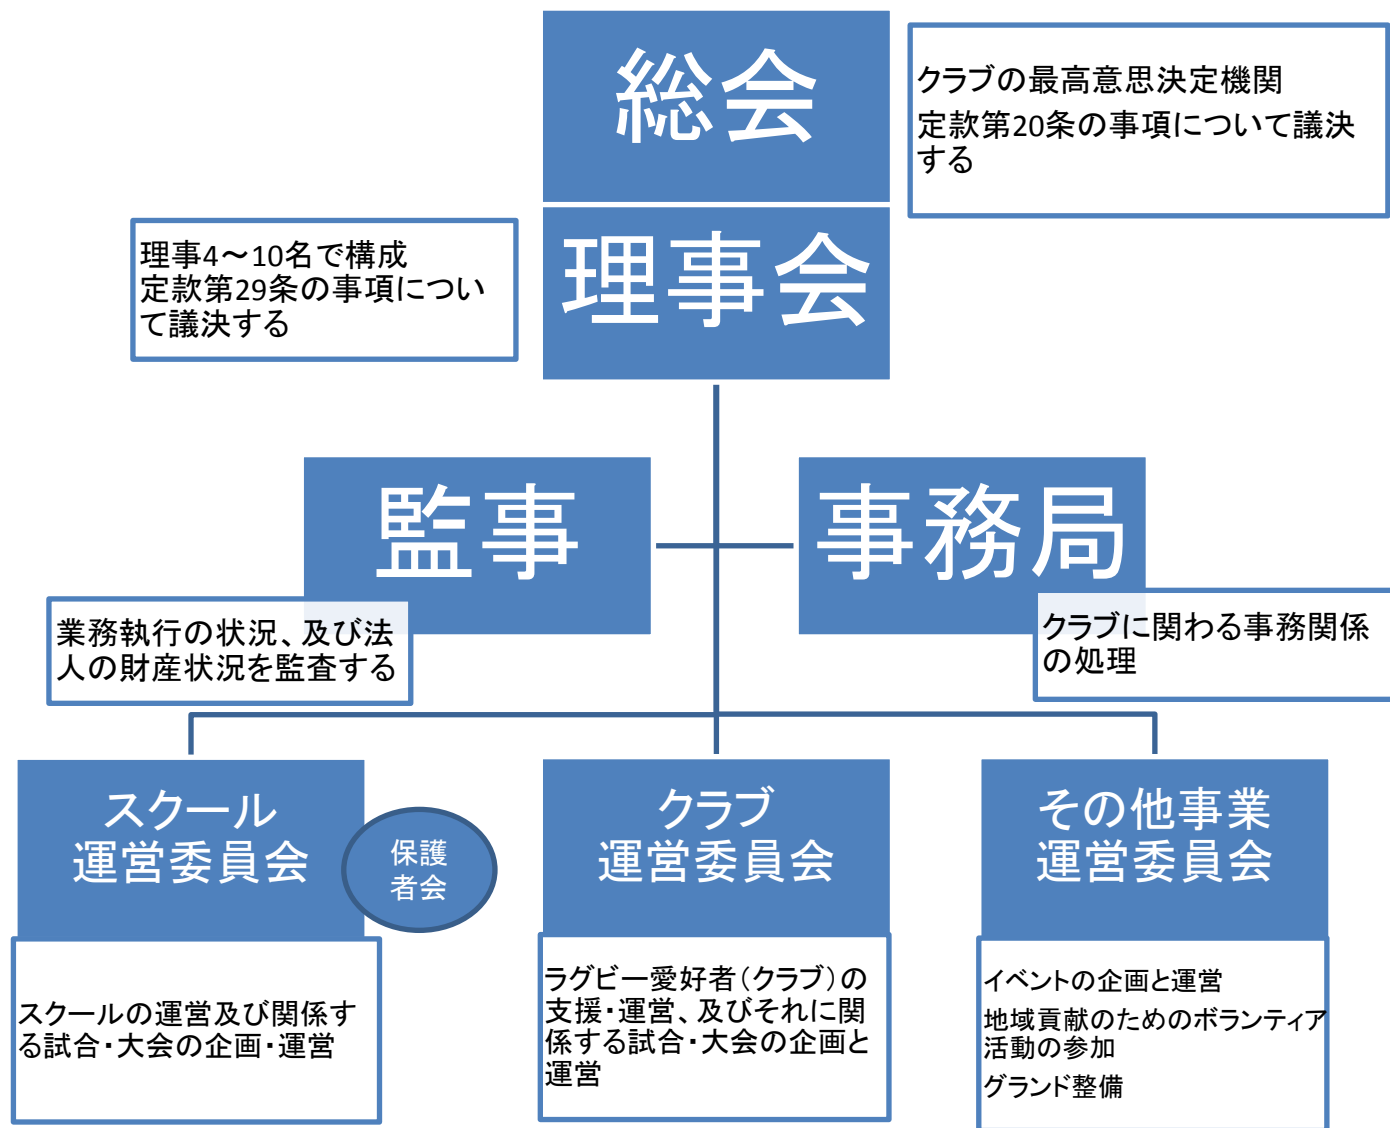 総会
クラブの最高意思決定機関
定款第20条の事項について議決
する
理事会
理事4～10名で構成
定款第29条の事項につい
て議決する
監事
事務局
業務執行の状況、及び法
人の財産状況を監査する
クラブに関わる事務関係
の処理
スクール
運営委員会
保護
者会
クラブ
運営委員会
その他事業
運営委員会
スクールの運営及び関係す
る試合・大会の企画・運営
ラグビー愛好者（クラブ）の
支援・運営、及びそれに関
係する試合・大会の企画と
運営
イベントの企画と運営
地域貢献のためのボランティア
活動の参加
グランド整備